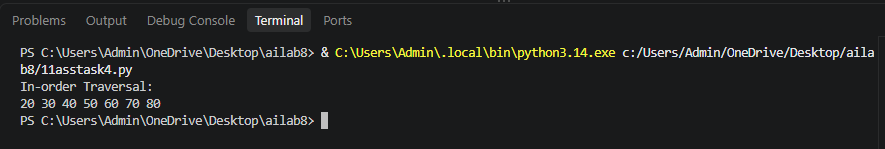 Problems Output Debug Console Terminal Ports
PS C:\Users\Admin\OneDrive\Desktop\ailab8> & C:\Users\Admin\.local\bin\python3.14.exe c:/Users/Admin/OneDrive/Desktop/aila
b8/11asstask4.py
In-order Traversal:
20 30 40 50 60 70 80
PS C:\Users\Admin\OneDrive\Desktop\ailab8>